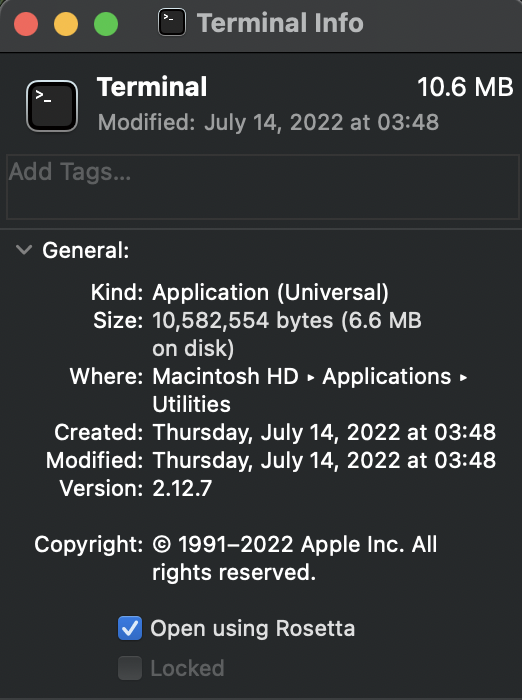 Terminal Info
Terminal 10.6 MB
Modified: July 14, 2022 at 03:48
Add Tags...
General:
Kind: Application (Universal)
Size: 10,582,554 bytes (6.6 MB
on disk)
Where: Macintosh HD ▸ Applications ▸
Utilities
Created: Thursday, July 14, 2022 at 03:48
Modified: Thursday, July 14, 2022 at 03:48
Version: 2.12.7
Copyright: © 1991–2022 Apple Inc. All
rights reserved.
Open using Rosetta
Locked